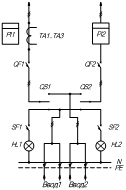 PI1 TA1,TA3 PI2
QF1 QF2
QS1 QS2
SF1 SF2
HL1 HL2
N
PE
Ввод1 Ввод2